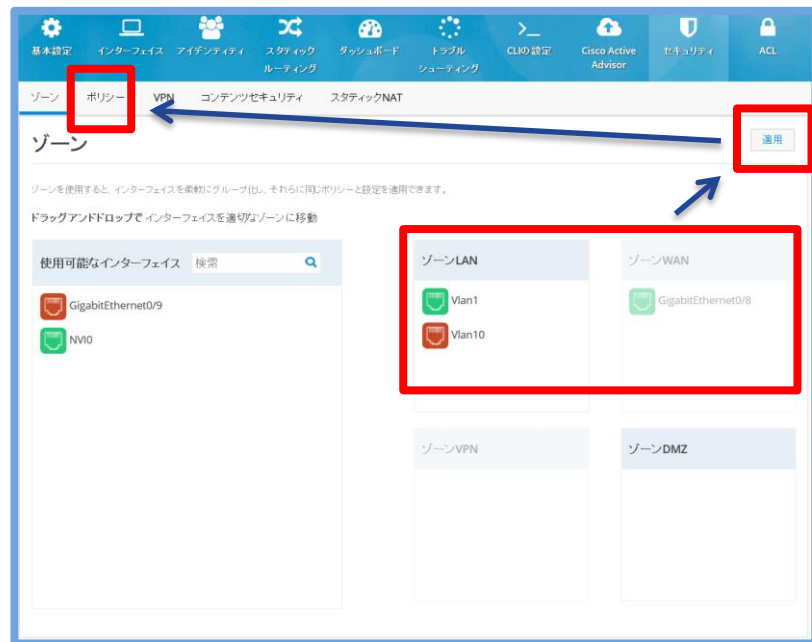 基本設定 インターフェイス アイデンティティ スタティック ダッシュボード トラブル CLIの設定 Cisco Active セキュリティ ACL
ルーティング シューティング Advisor
ゾーン ポリシー VPN コンテンツセキュリティ スタティックNAT
ゾーン 適用
ゾーンを使用すると、インターフェイスを柔軟にグループ化し、それらに同じポリシーと設定を適用できます。
ドラッグアンドドロップで インターフェイスを適切なゾーンに移動
使用可能なインターフェイス 検索 ゾーンLAN ゾーンWAN
GigabitEthernet0/9 Vlan1 GigabitEthernet0/8
NVI0 Vlan10
ゾーンVPN ゾーンDMZ